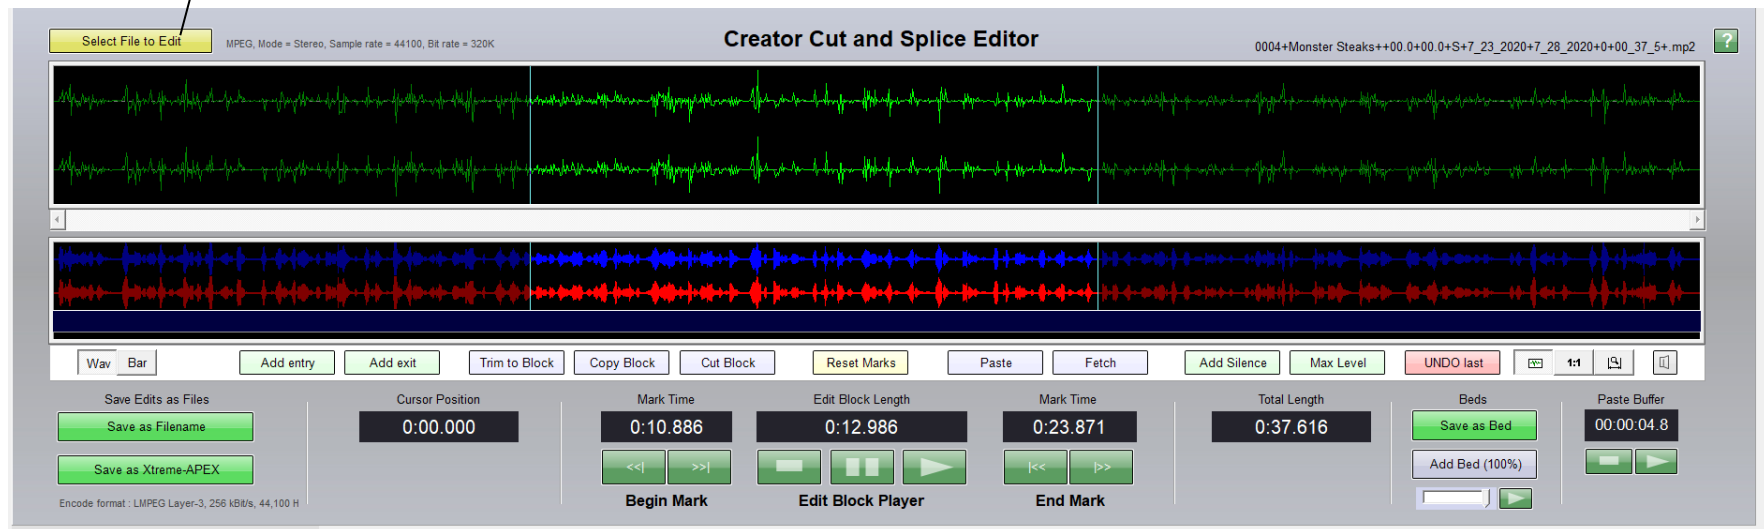 Select File to Edit
MPEG, Mode = Stereo, Sample rate = 44100, Bit rate = 320K
Creator Cut and Splice Editor
0004+Monster Steaks++00.0+00.0+S+7_23_2020+7_28_2020+0+00_37_5+.mp2
?
Wav Bar Add entry Add exit Trim to Block Copy Block Cut Block Reset Marks Paste Fetch Add Silence Max Level UNDO last 1:1
Save Edits as Files Cursor Position Mark Time Edit Block Length Mark Time Total Length Beds Paste Buffer
Save as Filename 0:00.000 0:10.886 0:12.986 0:23.871 0:37.616 Save as Bed 00:00:04.8
Save as Xtreme-APEX <<| >>| |<< |>> Add Bed (100%)
Encode format : LMPEG Layer-3, 256 kBit/s, 44,100 H
Begin Mark Edit Block Player End Mark